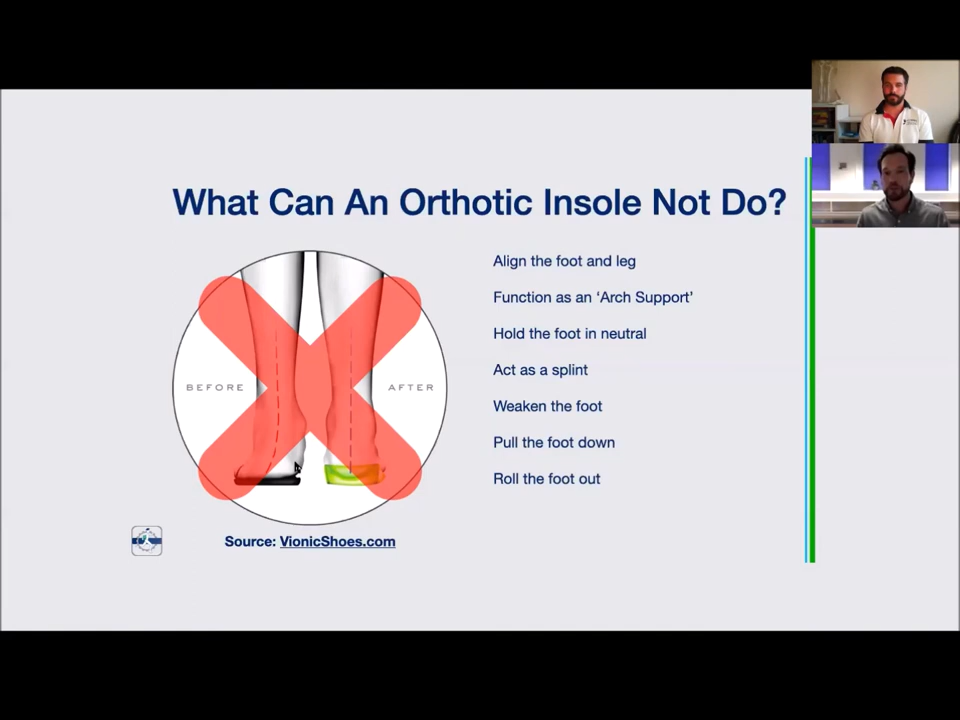 What Can An Orthotic Insole Not Do?
BEFORE
AFTER
Align the foot and leg
Function as an ‘Arch Support’
Hold the foot in neutral
Act as a splint
Weaken the foot
Pull the foot down
Roll the foot out
Source: VionicShoes.com